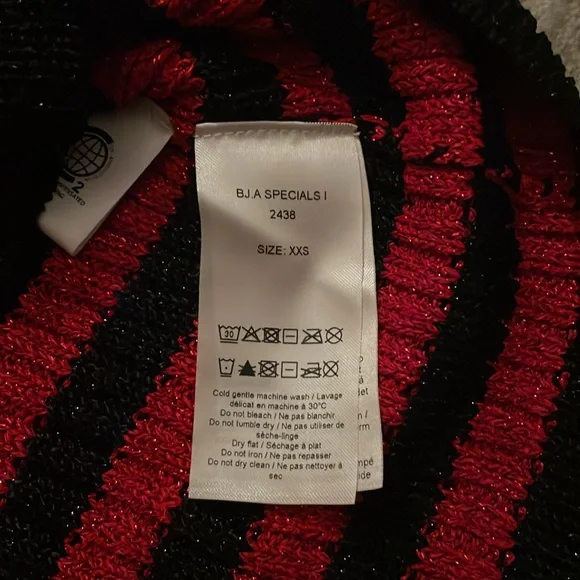 BJ.A SPECIALS I
2438
SIZE: XXS
30
Cold gentle machine wash / Lavage
délicat en machine à 30°C
Do not bleach / Ne pas blanchir
Do not tumble dry / Ne pas utiliser de
sèche-linge
Dry flat / Séchage à plat
Do not iron / Ne pas repasser
Do not dry clean / Ne pas nettoyer à
sec
2